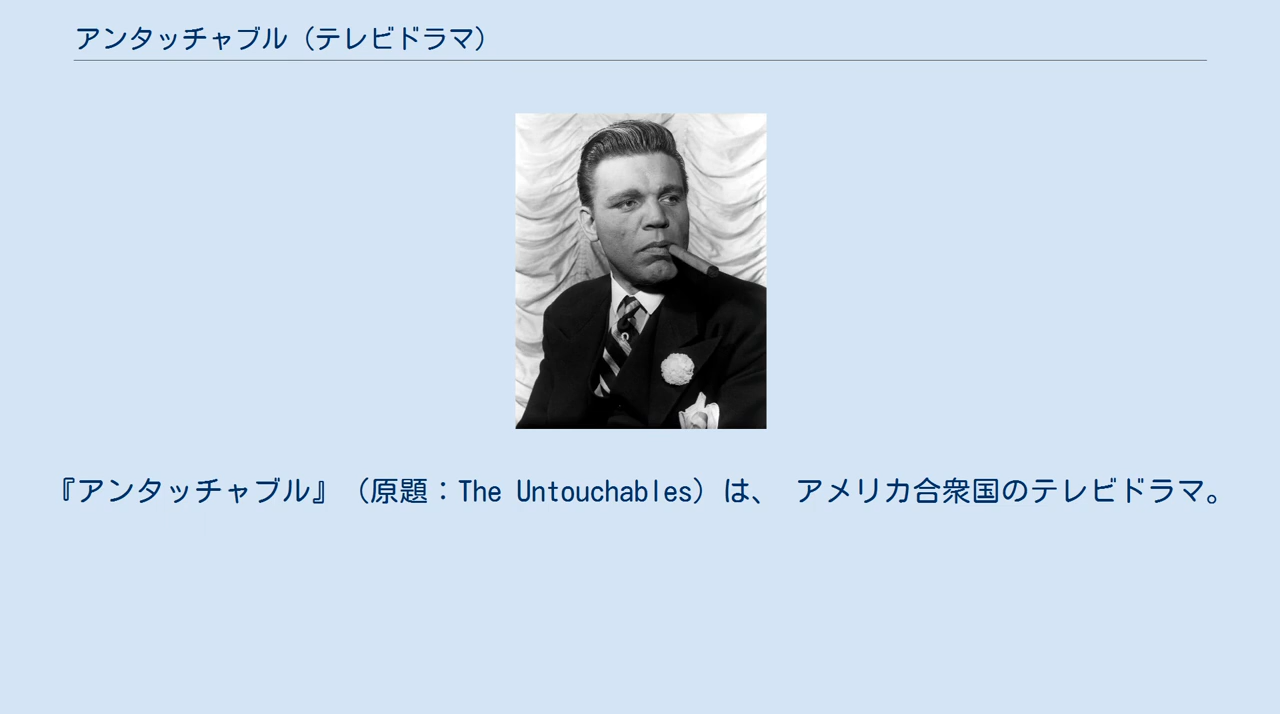 アンタッチャブル（テレビドラマ）
『アンタッチャブル』（原題：The Untouchables）は、 アメリカ合衆国のテレビドラマ。